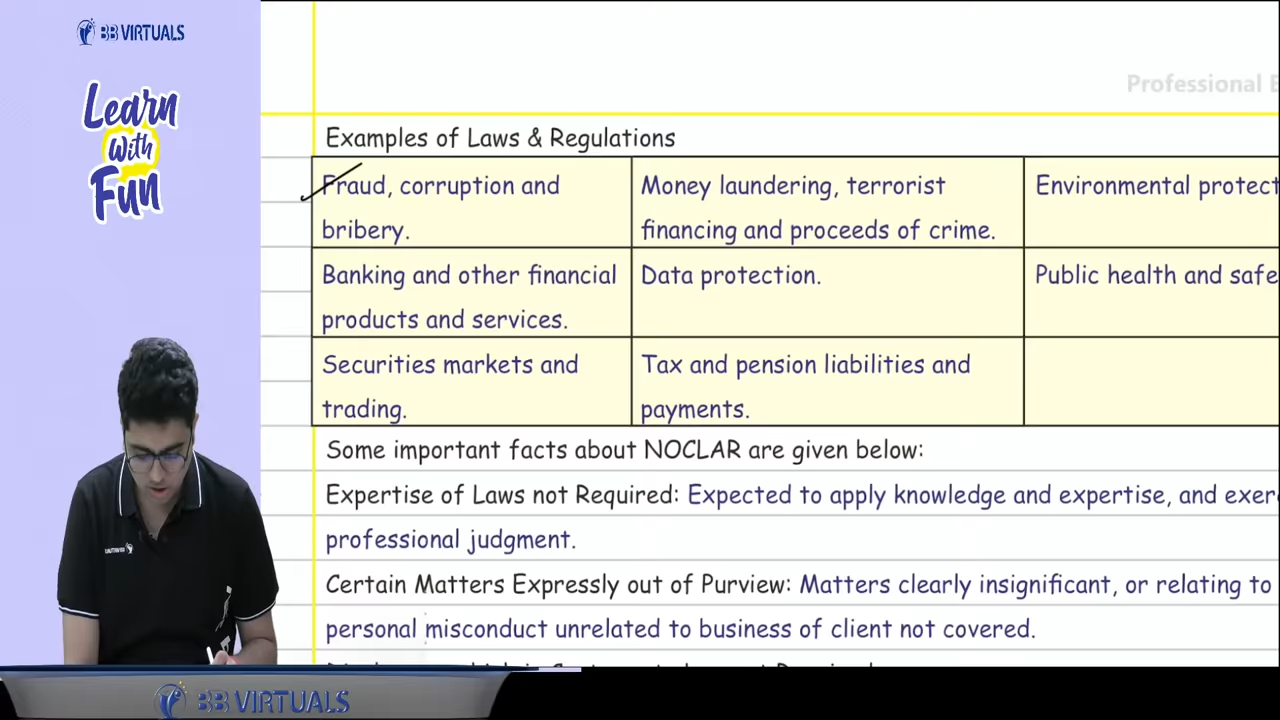 BB VIRTUALS
Learn
With
Fun
Professional
Examples of Laws & Regulations
Fraud, corruption and
bribery.
Money laundering, terrorist
financing and proceeds of crime.
Environmental protect
Banking and other financial
products and services.
Data protection.
Public health and safe
Securities markets and
trading.
Tax and pension liabilities and
payments.
Some important facts about NOCLAR are given below:
Expertise of Laws not Required: Expected to apply knowledge and expertise, and exer
professional judgment.
Certain Matters Expressly out of Purview: Matters clearly insignificant, or relating to
personal misconduct unrelated to business of client not covered.
BB VIRTUALS